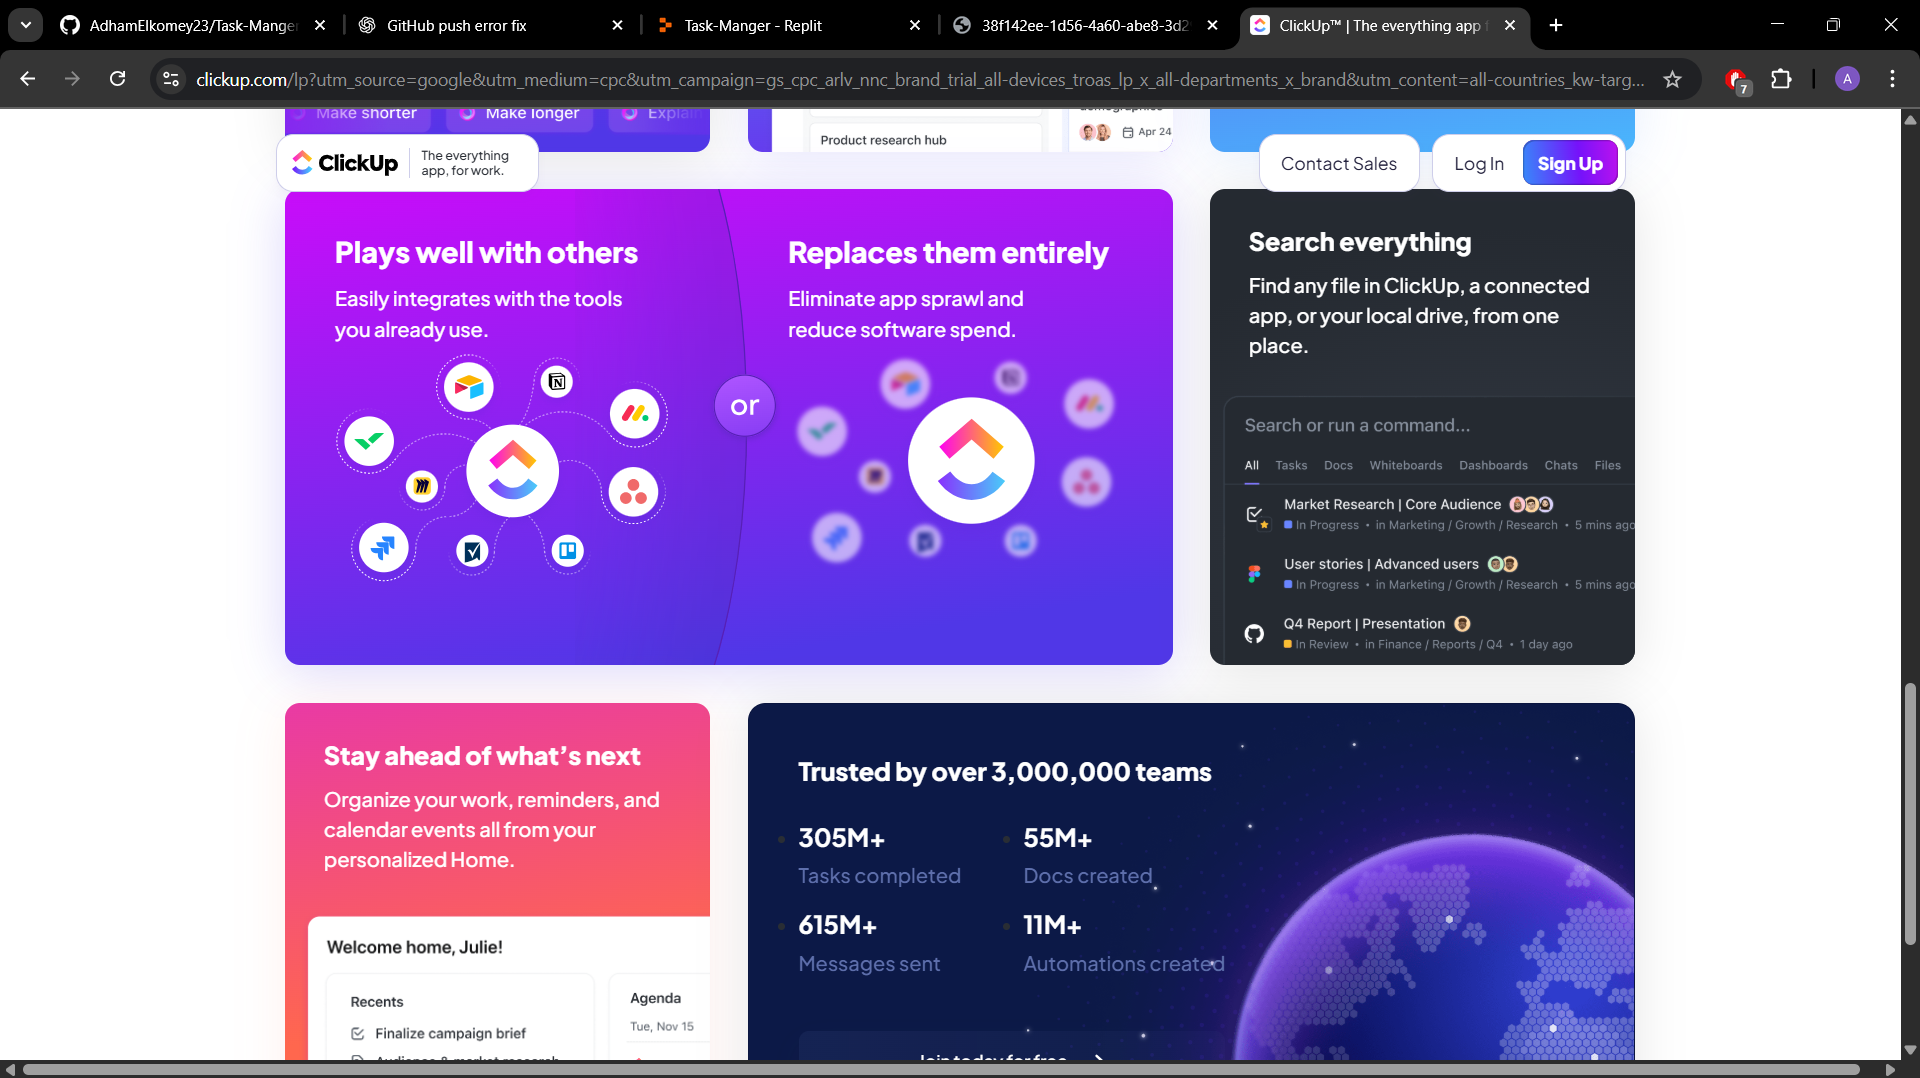 AdhamElkomey23/Task-Manger
GitHub push error fix
Task-Manger - Replit
38f142ee-1d56-4a60-abe8-3d2
ClickUp™ | The everything app f
clickup.com/lp?utm_source=google&utm_medium=cpc&utm_campaign=gs_cpc_arlv_nnc_brand_trial_all-devices_troas_lp_x_all-departments_x_brand&utm_content=all-countries_kw-targ...
7
A
Make shorter
Make longer
Explain
Product research hub
Apr 24
ClickUp
The everything
app, for work.
Contact Sales
Log In
Sign Up
Plays well with others
Easily integrates with the tools
you already use.
or
Replaces them entirely
Eliminate app sprawl and
reduce software spend.
Search everything
Find any file in ClickUp, a connected
app, or your local drive, from one
place.
Search or run a command...
All Tasks Docs Whiteboards Dashboards Chats Files
Market Research | Core Audience
In Progress • in Marketing / Growth / Research • 5 mins ago
User stories | Advanced users
In Progress • in Marketing / Growth / Research • 5 mins ago
Q4 Report | Presentation
In Review • in Finance / Reports / Q4 • 1 day ago
Stay ahead of what's next
Organize your work, reminders, and
calendar events all from your
personalized Home.
Welcome home, Julie!
Recents
Finalize campaign brief
Audience & market research
Agenda
Tue, Nov 15
Trusted by over 3,000,000 teams
305M+
Tasks completed
55M+
Docs created
615M+
Messages sent
11M+
Automations created
Join today for free